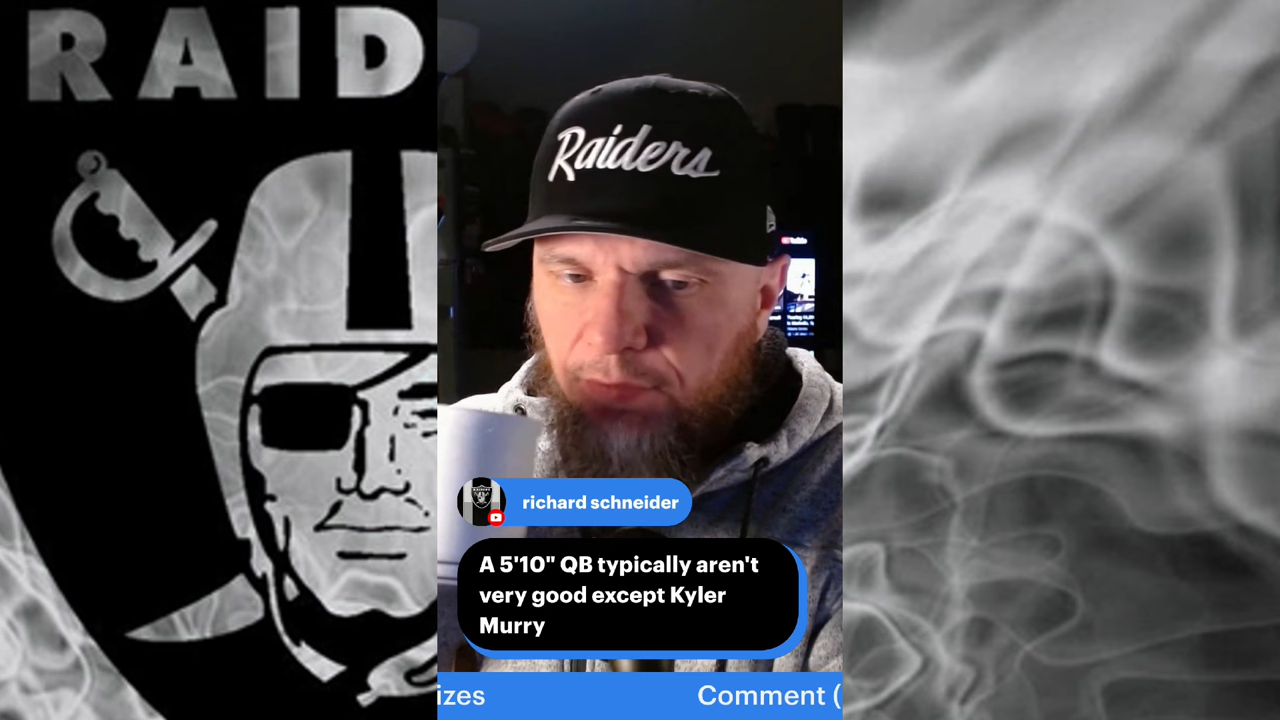 RAID
Raiders
richard schneider
A 5'10" QB typically aren't
very good except Kyler
Murry
izes
Comment (